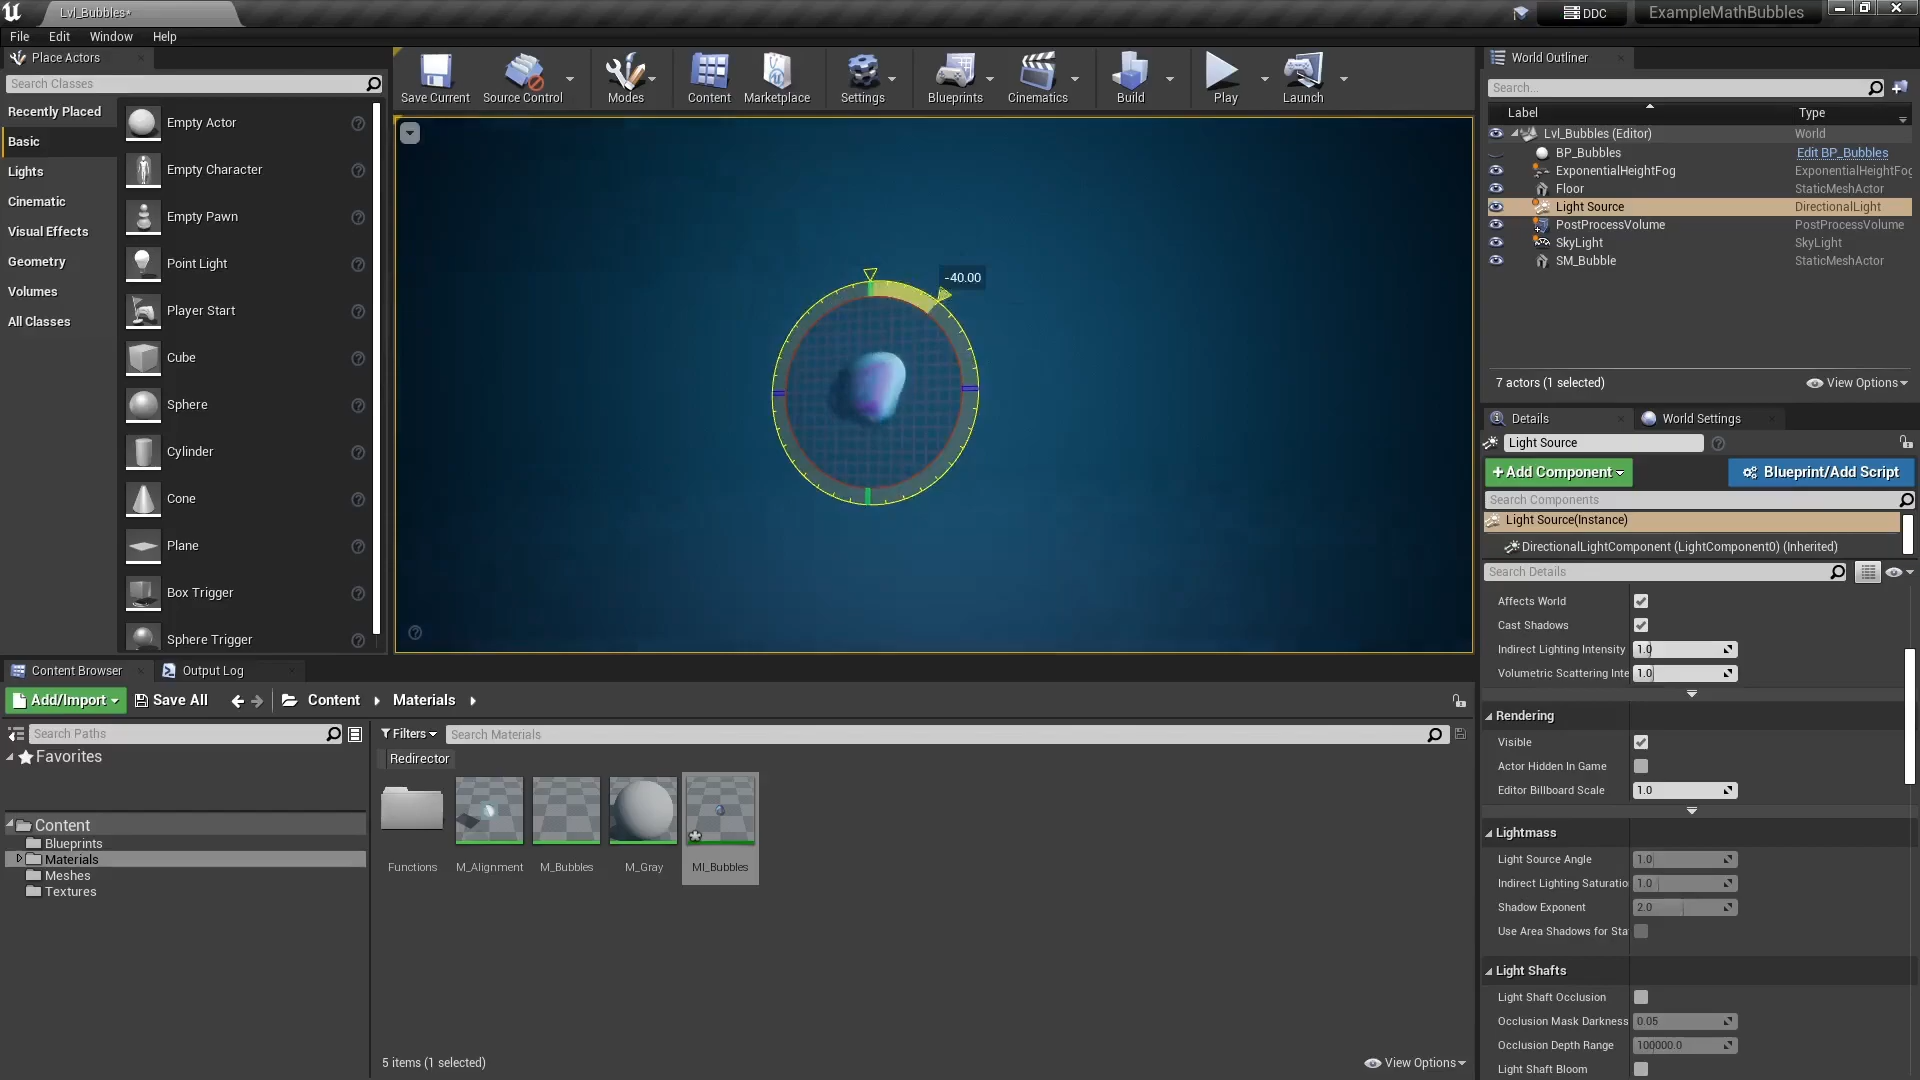 Lvl_Bubbles*
DDC
ExampleMathBubbles
File Edit Window Help
Place Actors
Search Classes
Recently Placed
Basic
Lights
Cinematic
Visual Effects
Geometry
Volumes
All Classes
Empty Actor
Empty Character
Empty Pawn
Point Light
Player Start
Cube
Sphere
Cylinder
Cone
Plane
Box Trigger
Sphere Trigger
Save Current
Source Control
Modes
Content
Marketplace
Settings
Blueprints
Cinematics
Build
Play
Launch
-40.00
World Outliner
Search...
Label Type
Lvl_Bubbles (Editor) World
BP_Bubbles Edit BP_Bubbles
ExponentialHeightFog ExponentialHeightFog
Floor StaticMeshActor
Light Source DirectionalLight
PostProcessVolume PostProcessVolume
SkyLight SkyLight
SM_Bubble StaticMeshActor
7 actors (1 selected)
View Options
Details
World Settings
Light Source
+Add Component
Blueprint/Add Script
Search Components
Light Source(Instance)
DirectionalLightComponent (LightComponent0) (Inherited)
Search Details
Affects World
Cast Shadows
Indirect Lighting Intensity 1.0
Volumetric Scattering Inte 1.0
Rendering
Visible
Actor Hidden In Game
Editor Billboard Scale 1.0
Lightmass
Light Source Angle 1.0
Indirect Lighting Saturatio 1.0
Shadow Exponent 2.0
Use Area Shadows for Sta
Light Shafts
Light Shaft Occlusion
Occlusion Mask Darkness 0.05
Occlusion Depth Range 100000.0
Light Shaft Bloom
Content Browser
Output Log
Add/Import
Save All
Content
Materials
Search Paths
Favorites
Content
Blueprints
Materials
Meshes
Textures
Filters
Search Materials
Redirector
Functions
M_Alignment
M_Bubbles
M_Gray
MI_Bubbles
5 items (1 selected)
View Options